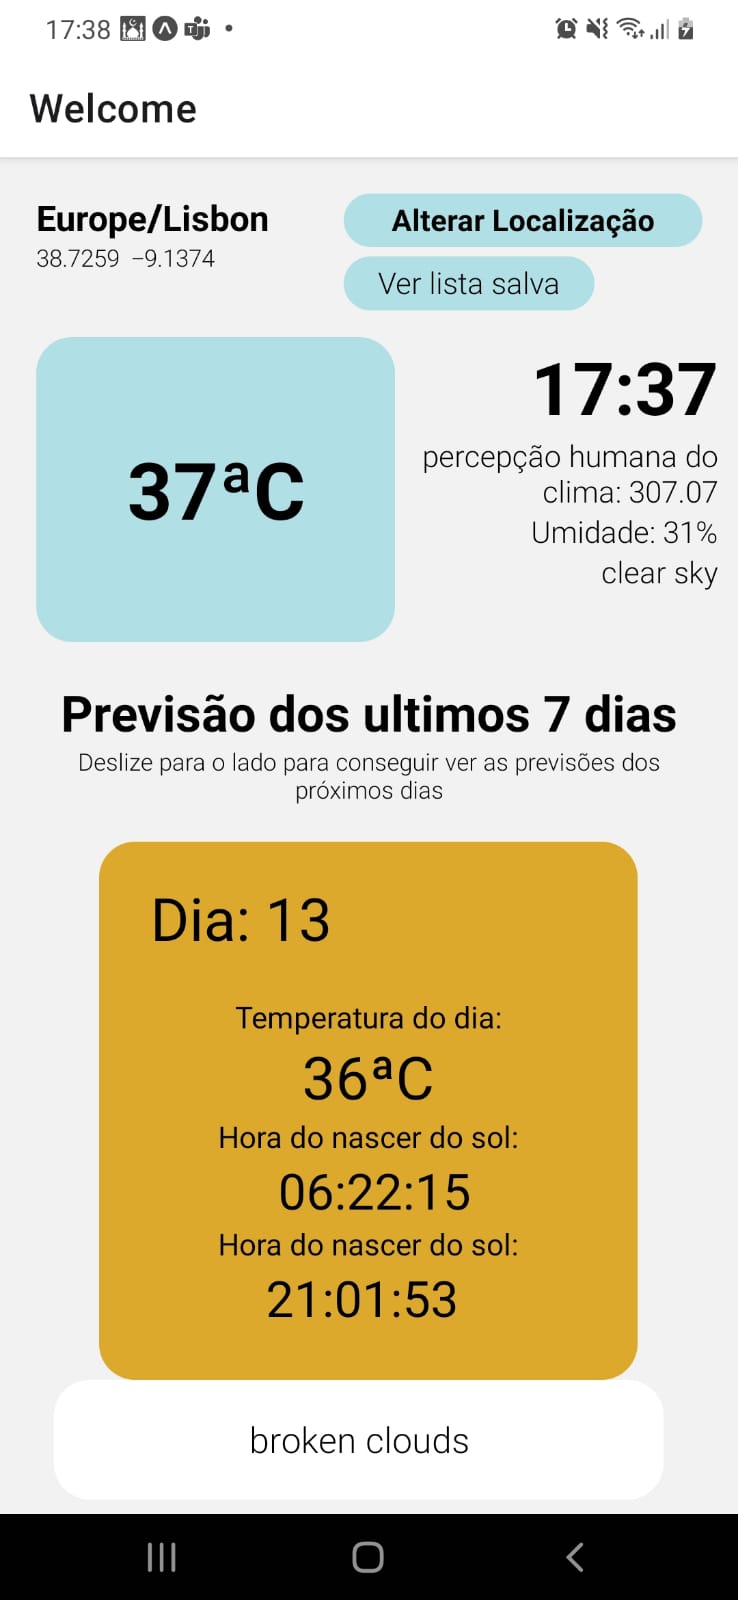 17:38
Welcome
Europe/Lisbon
38.7259 −9.1374
Alterar Localização
Ver lista salva
37ªC
17:37
percepção humana do
clima: 307.07
Umidade: 31%
clear sky
Previsão dos ultimos 7 dias
Deslize para o lado para conseguir ver as previsões dos
próximos dias
Dia: 13
Temperatura do dia:
36ªC
Hora do nascer do sol:
06:22:15
Hora do nascer do sol:
21:01:53
broken clouds